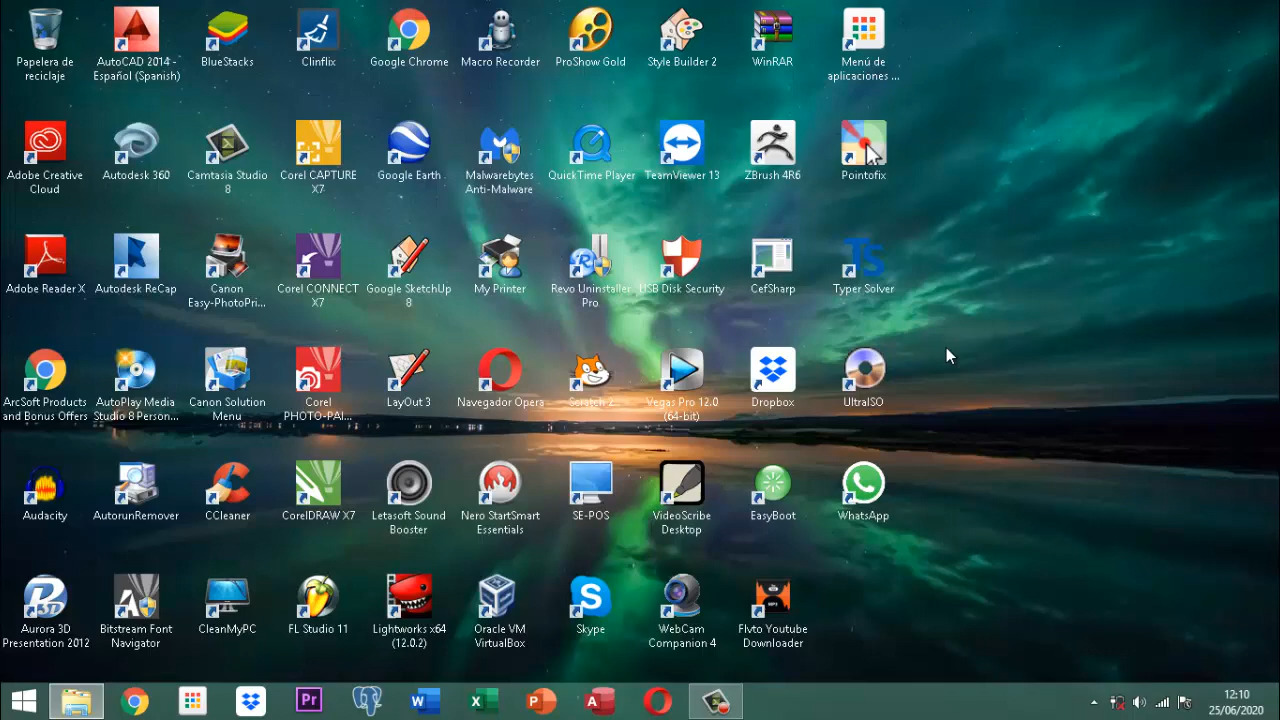 Papelera de
reciclaje
AutoCAD 2014 -
Español (Spanish)
BlueStacks
Clinflix
Google Chrome
Macro Recorder
ProShow Gold
Style Builder 2
WinRAR
Menú de
aplicaciones ...
Adobe Creative
Cloud
Autodesk 360
Camtasia Studio
8
Corel CAPTURE
X7
Google Earth
Malwarebytes
Anti-Malware
QuickTime Player
TeamViewer 13
ZBrush 4R6
Pointofix
Adobe Reader X
Autodesk ReCap
Canon
Easy-PhotoPri...
Corel CONNECT
X7
Google SketchUp
8
My Printer
Revo Uninstaller
Pro
USB Disk Security
CefSharp
TS
Typer Solver
ArcSoft Products
and Bonus Offers
AutoPlay Media
Studio 8 Person...
Canon Solution
Menu
Corel
PHOTO-PAI...
LayOut 3
Navegador Opera
Scratch 2...
Vegas Pro 12.0
(64-bit)
Dropbox
UltraISO
Audacity
AutorunRemover
CCleaner
CorelDRAW X7
Letasoft Sound
Booster
Nero StartSmart
Essentials
SE-POS
VideoScribe
Desktop
EasyBoot
WhatsApp
Aurora 3D
Presentation 2012
Bitstream Font
Navigator
CleanMyPC
FL Studio 11
Lightworks x64
(12.0.2)
Oracle VM
VirtualBox
Skype
WebCam
Companion 4
Flvto Youtube
Downloader
Pr
12:10
25/06/2020